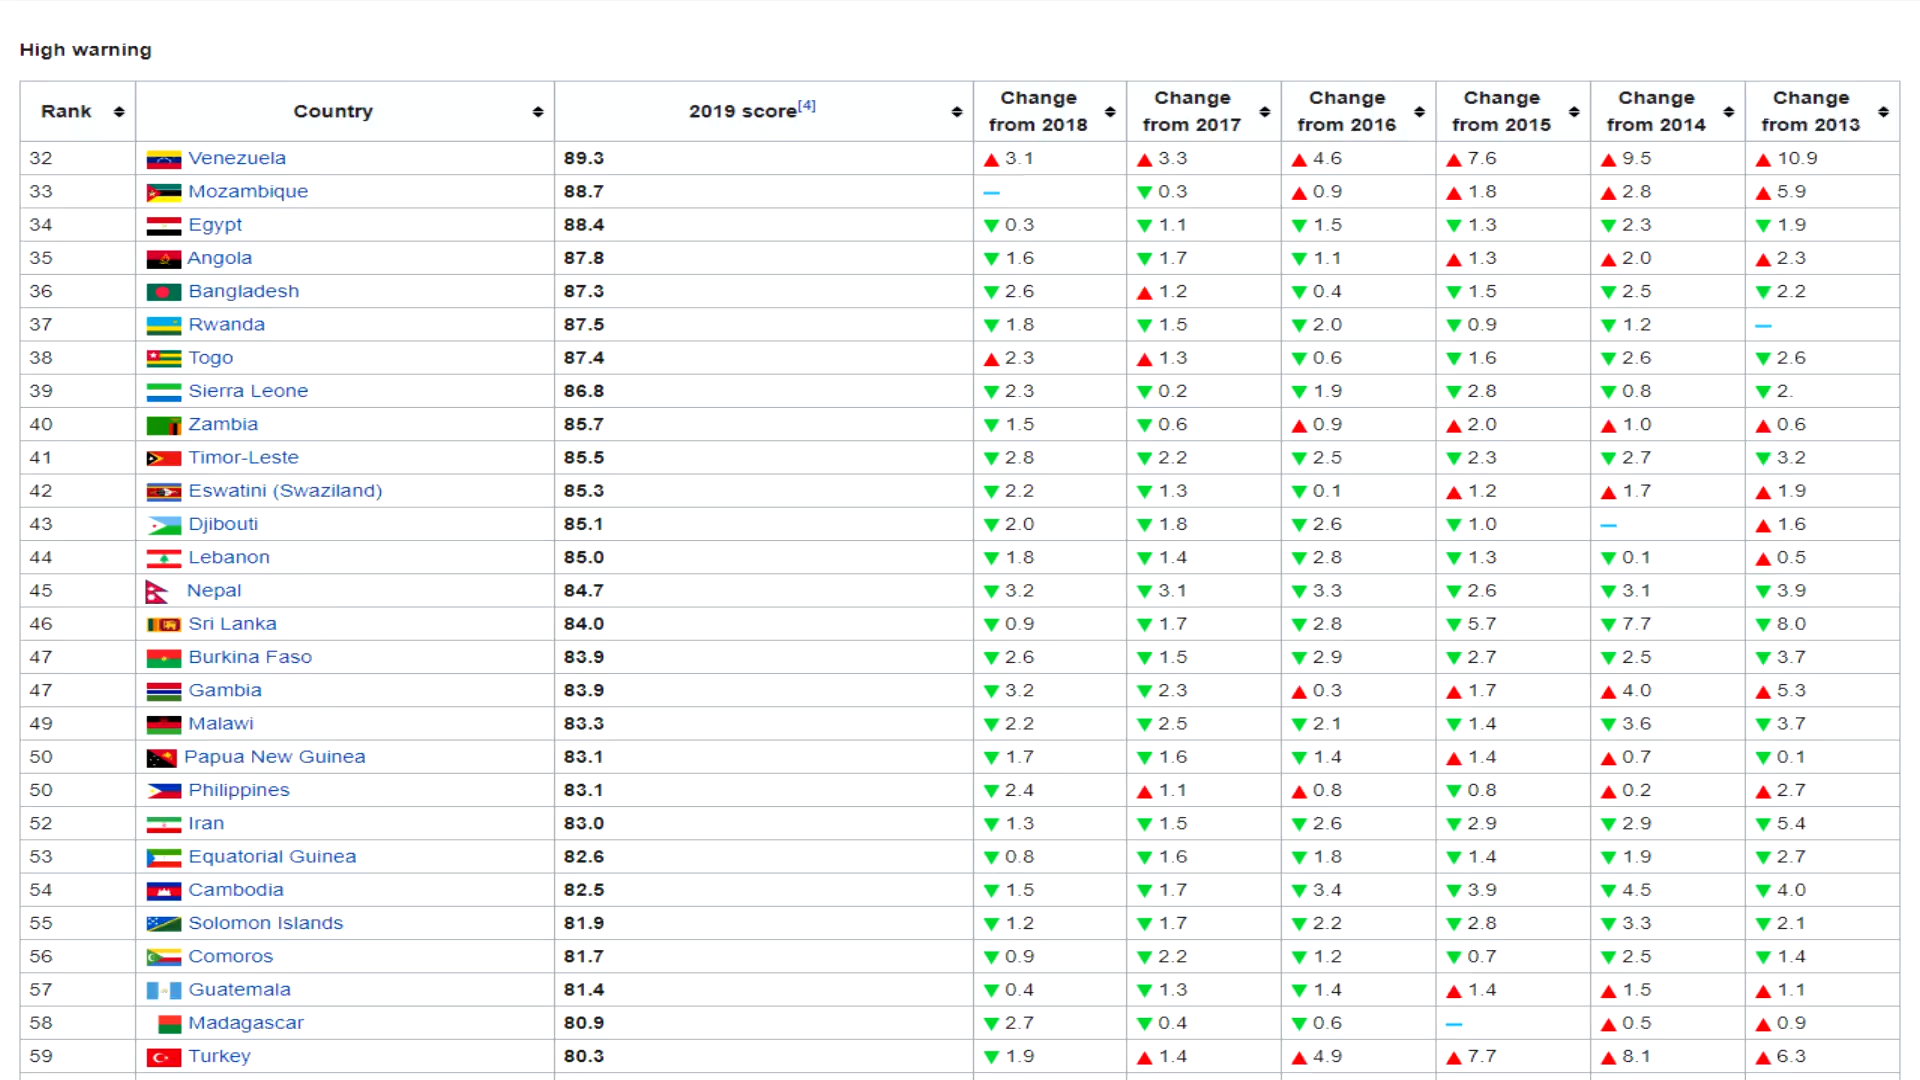 High warning
Rank Country 2019 score[4] Change from 2018 Change from 2017 Change from 2016 Change from 2015 Change from 2014 Change from 2013
32 Venezuela 89.3 ▲ 3.1 ▲ 3.3 ▲ 4.6 ▲ 7.6 ▲ 9.5 ▲ 10.9
33 Mozambique 88.7 – ▼ 0.3 ▲ 0.9 ▲ 1.8 ▲ 2.8 ▲ 5.9
34 Egypt 88.4 ▼ 0.3 ▼ 1.1 ▼ 1.5 ▼ 1.3 ▼ 2.3 ▼ 1.9
35 Angola 87.8 ▼ 1.6 ▼ 1.7 ▼ 1.1 ▲ 1.3 ▲ 2.0 ▲ 2.3
36 Bangladesh 87.3 ▼ 2.6 ▲ 1.2 ▼ 0.4 ▼ 1.5 ▼ 2.5 ▼ 2.2
37 Rwanda 87.5 ▼ 1.8 ▼ 1.5 ▼ 2.0 ▼ 0.9 ▼ 1.2 –
38 Togo 87.4 ▲ 2.3 ▲ 1.3 ▼ 0.6 ▼ 1.6 ▼ 2.6 ▼ 2.6
39 Sierra Leone 86.8 ▼ 2.3 ▼ 0.2 ▼ 1.9 ▼ 2.8 ▼ 0.8 ▼ 2.
40 Zambia 85.7 ▼ 1.5 ▼ 0.6 ▲ 0.9 ▲ 2.0 ▲ 1.0 ▲ 0.6
41 Timor-Leste 85.5 ▼ 2.8 ▼ 2.2 ▼ 2.5 ▼ 2.3 ▼ 2.7 ▼ 3.2
42 Eswatini (Swaziland) 85.3 ▼ 2.2 ▼ 1.3 ▼ 0.1 ▲ 1.2 ▲ 1.7 ▲ 1.9
43 Djibouti 85.1 ▼ 2.0 ▼ 1.8 ▼ 2.6 ▼ 1.0 – ▲ 1.6
44 Lebanon 85.0 ▼ 1.8 ▼ 1.4 ▼ 2.8 ▼ 1.3 ▼ 0.1 ▲ 0.5
45 Nepal 84.7 ▼ 3.2 ▼ 3.1 ▼ 3.3 ▼ 2.6 ▼ 3.1 ▼ 3.9
46 Sri Lanka 84.0 ▼ 0.9 ▼ 1.7 ▼ 2.8 ▼ 5.7 ▼ 7.7 ▼ 8.0
47 Burkina Faso 83.9 ▼ 2.6 ▼ 1.5 ▼ 2.9 ▼ 2.7 ▼ 2.5 ▼ 3.7
47 Gambia 83.9 ▼ 3.2 ▼ 2.3 ▲ 0.3 ▲ 1.7 ▲ 4.0 ▲ 5.3
49 Malawi 83.3 ▼ 2.2 ▼ 2.5 ▼ 2.1 ▼ 1.4 ▼ 3.6 ▼ 3.7
50 Papua New Guinea 83.1 ▼ 1.7 ▼ 1.6 ▼ 1.4 ▲ 1.4 ▲ 0.7 ▼ 0.1
50 Philippines 83.1 ▼ 2.4 ▲ 1.1 ▲ 0.8 ▼ 0.8 ▲ 0.2 ▲ 2.7
52 Iran 83.0 ▼ 1.3 ▼ 1.5 ▼ 2.6 ▼ 2.9 ▼ 2.9 ▼ 5.4
53 Equatorial Guinea 82.6 ▼ 0.8 ▼ 1.6 ▼ 1.8 ▼ 1.4 ▼ 1.9 ▼ 2.7
54 Cambodia 82.5 ▼ 1.5 ▼ 1.7 ▼ 3.4 ▼ 3.9 ▼ 4.5 ▼ 4.0
55 Solomon Islands 81.9 ▼ 1.2 ▼ 1.7 ▼ 2.2 ▼ 2.8 ▼ 3.3 ▼ 2.1
56 Comoros 81.7 ▼ 0.9 ▼ 2.2 ▼ 1.2 ▼ 0.7 ▼ 2.5 ▼ 1.4
57 Guatemala 81.4 ▼ 0.4 ▼ 1.3 ▼ 1.4 ▲ 1.4 ▲ 1.5 ▲ 1.1
58 Madagascar 80.9 ▼ 2.7 ▼ 0.4 ▼ 0.6 – ▲ 0.5 ▲ 0.9
59 Turkey 80.3 ▼ 1.9 ▲ 1.4 ▲ 4.9 ▲ 7.7 ▲ 8.1 ▲ 6.3